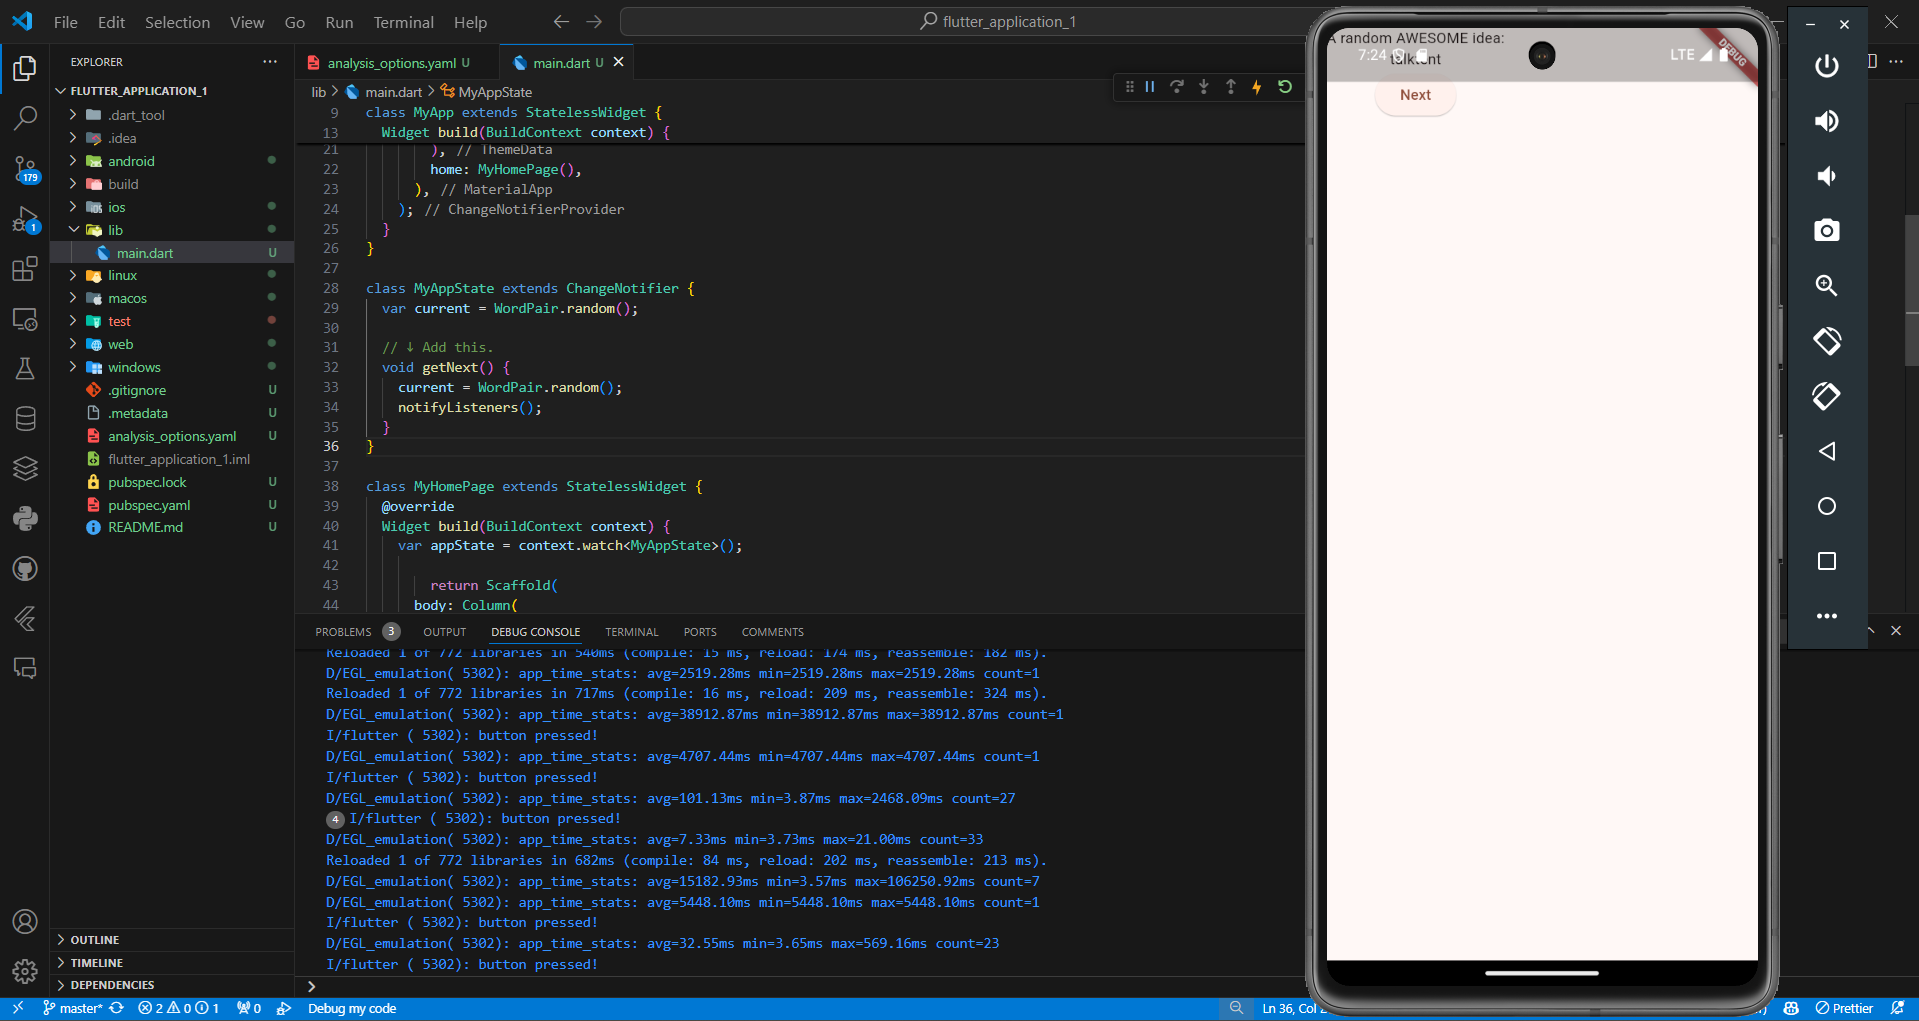 File Edit Selection View Go Run Terminal Help
flutter_application_1
EXPLORER
FLUTTER_APPLICATION_1
.dart_tool
.idea
android
build
ios
lib
main.dart U
linux
macos
test
web
windows
.gitignore U
.metadata U
analysis_options.yaml U
flutter_application_1.iml
pubspec.lock U
pubspec.yaml U
README.md U
OUTLINE
TIMELINE
DEPENDENCIES
179
1
analysis_options.yaml U
main.dart U
lib > main.dart > MyAppState
9 class MyApp extends StatelessWidget {
13 Widget build(BuildContext context) {
21 ), // ThemeData
22 home: MyHomePage(),
23 ), // MaterialApp
24 ); // ChangeNotifierProvider
25 }
26 }
27
28 class MyAppState extends ChangeNotifier {
29 var current = WordPair.random();
30
31 // ↓ Add this.
32 void getNext() {
33 current = WordPair.random();
34 notifyListeners();
35 }
36 }
37
38 class MyHomePage extends StatelessWidget {
39 @override
40 Widget build(BuildContext context) {
41 var appState = context.watch<MyAppState>();
42
43 return Scaffold(
44 body: Column(
PROBLEMS 3 OUTPUT DEBUG CONSOLE TERMINAL PORTS COMMENTS
Reloaded 1 of 772 libraries in 540ms (compile: 15 ms, reload: 174 ms, reassemble: 182 ms).
D/EGL_emulation( 5302): app_time_stats: avg=2519.28ms min=2519.28ms max=2519.28ms count=1
Reloaded 1 of 772 libraries in 717ms (compile: 16 ms, reload: 209 ms, reassemble: 324 ms).
D/EGL_emulation( 5302): app_time_stats: avg=38912.87ms min=38912.87ms max=38912.87ms count=1
I/flutter ( 5302): button pressed!
D/EGL_emulation( 5302): app_time_stats: avg=4707.44ms min=4707.44ms max=4707.44ms count=1
I/flutter ( 5302): button pressed!
D/EGL_emulation( 5302): app_time_stats: avg=101.13ms min=3.87ms max=2468.09ms count=27
4 I/flutter ( 5302): button pressed!
D/EGL_emulation( 5302): app_time_stats: avg=7.33ms min=3.73ms max=21.00ms count=33
Reloaded 1 of 772 libraries in 682ms (compile: 84 ms, reload: 202 ms, reassemble: 213 ms).
D/EGL_emulation( 5302): app_time_stats: avg=15182.93ms min=3.57ms max=106250.92ms count=7
D/EGL_emulation( 5302): app_time_stats: avg=5448.10ms min=5448.10ms max=5448.10ms count=1
I/flutter ( 5302): button pressed!
D/EGL_emulation( 5302): app_time_stats: avg=32.55ms min=3.65ms max=569.16ms count=23
I/flutter ( 5302): button pressed!
A random AWESOME idea:
7:24
LTE
DEBUG
Next
master* 2 0 1 0 Debug my code
Ln 36, Col
Prettier